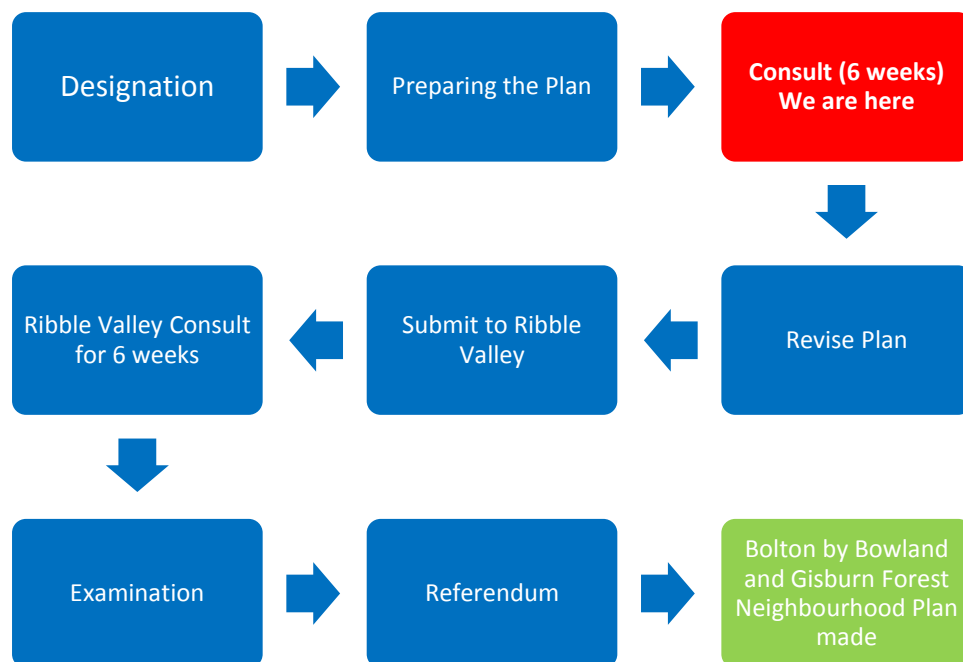 Designation
Preparing the Plan
Consult (6 weeks)
We are here
Revise Plan
Submit to Ribble
Valley
Ribble Valley Consult
for 6 weeks
Examination
Referendum
Bolton by Bowland
and Gisburn Forest
Neighbourhood Plan
made